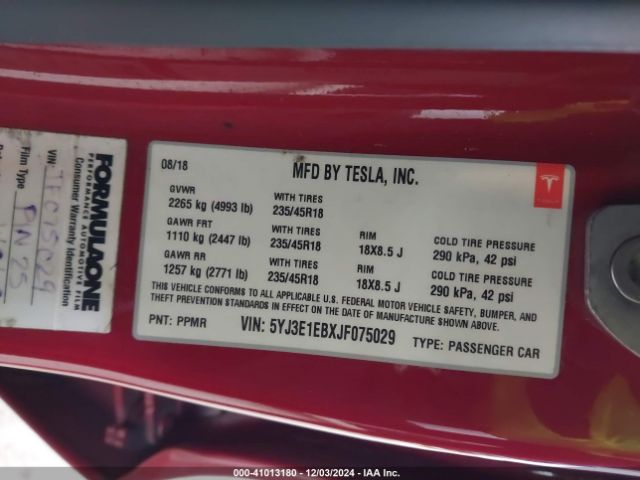 08/18
MFD BY TESLA, INC.
GVWR
2265 kg (4993 lb)
WITH TIRES
235/45R18
GAWR FRT
1110 kg (2447 lb)
WITH TIRES
235/45R18
RIM
18X8.5 J
COLD TIRE PRESSURE
290 kPa, 42 psi
GAWR RR
1257 kg (2771 lb)
WITH TIRES
235/45R18
RIM
18X8.5 J
COLD TIRE PRESSURE
290 kPa, 42 psi
THIS VEHICLE CONFORMS TO ALL APPLICABLE U.S. FEDERAL MOTOR VEHICLE SAFETY, BUMPER, AND
THEFT PREVENTION STANDARDS IN EFFECT ON THE DATE OF MANUFACTURE SHOWN ABOVE.
PNT: PPMR
VIN: 5YJ3E1EBXJF075029
TYPE: PASSENGER CAR
TESLA
FORMULAONE
PERFORMANCE AUTOMOTIVE FILM
Consumer Warranty Identification
VIN: JF075029
Film Type
000-41013180 - 12/03/2024 - IAA Inc.